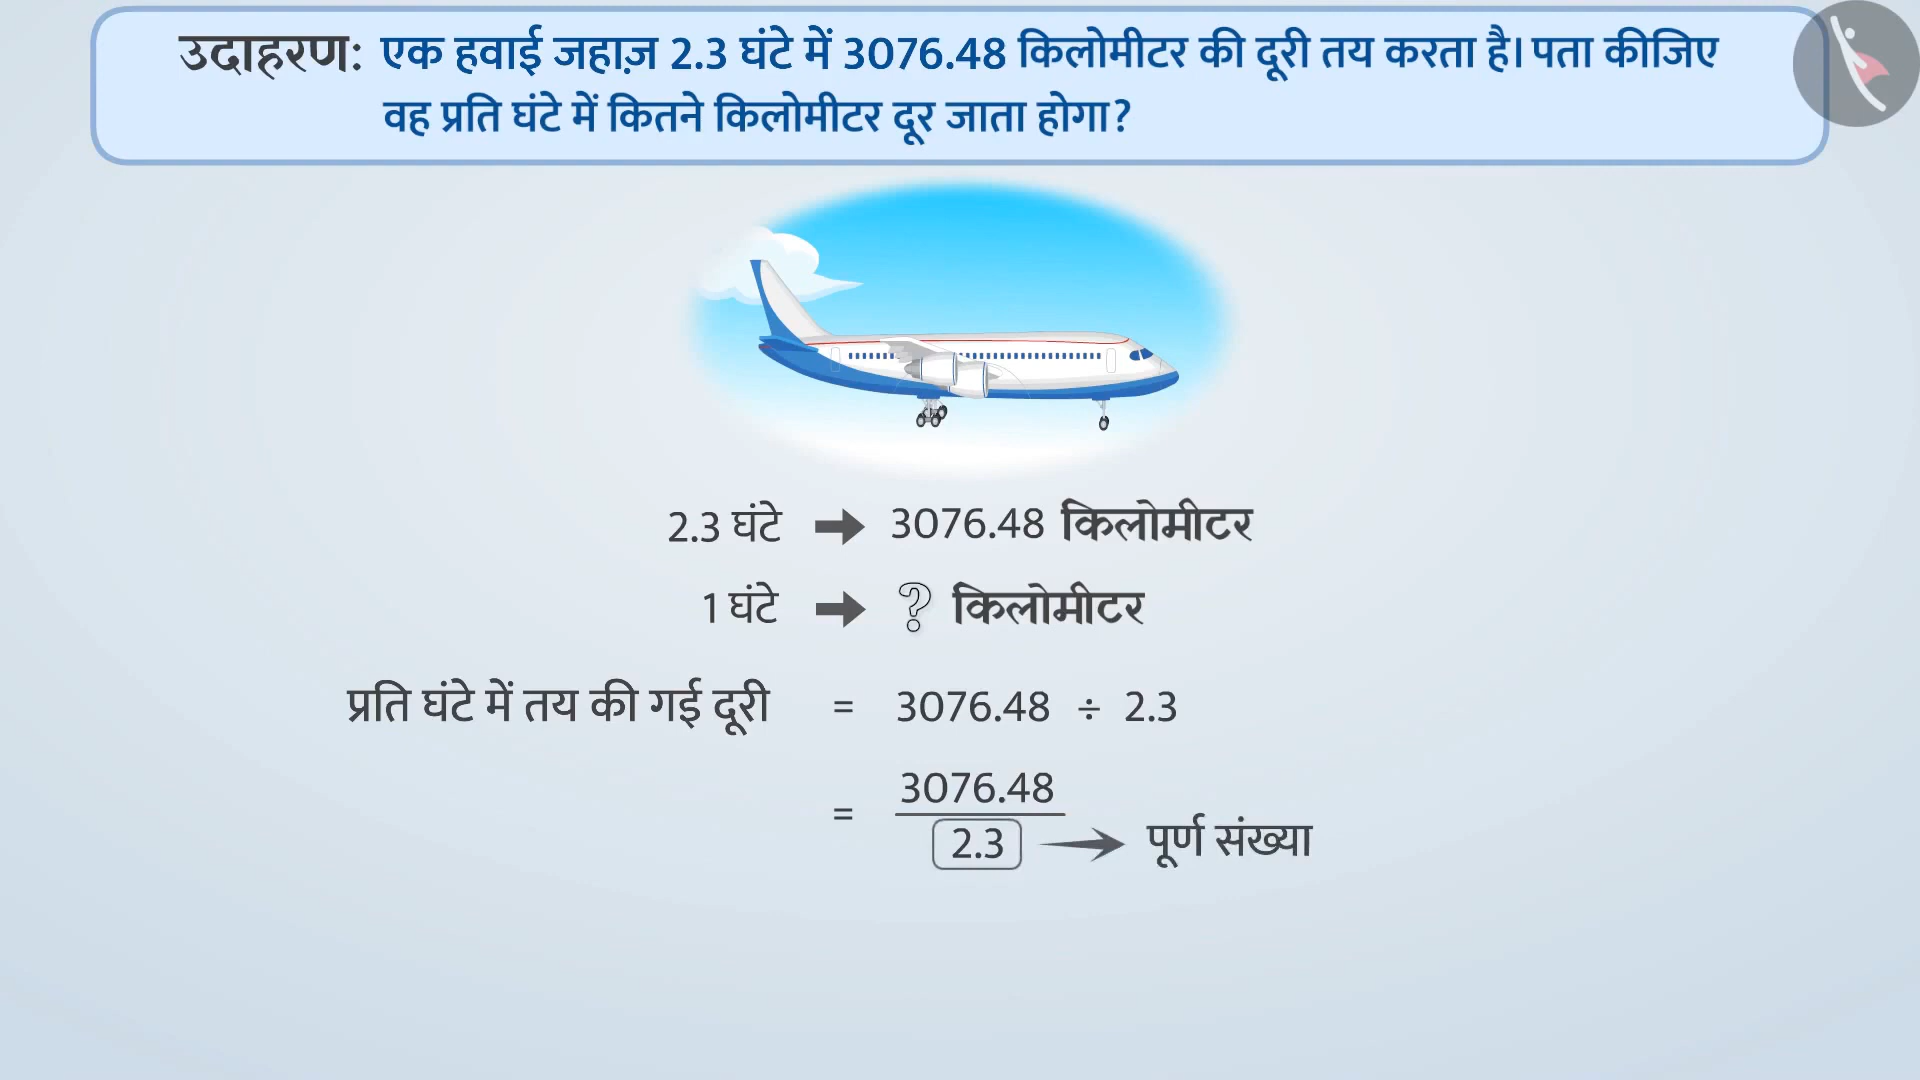 उदाहरण: एक हवाई जहाज़ 2.3 घंटे में 3076.48 किलोमीटर की दूरी तय करता है। पता कीजिए
वह प्रति घंटे में कितने किलोमीटर दूर जाता होगा?
2.3 घंटे ➡ 3076.48 किलोमीटर
1 घंटे ➡ ? किलोमीटर
प्रति घंटे में तय की गई दूरी = 3076.48 ÷ 2.3
= 3076.48
2.3 → पूर्ण संख्या